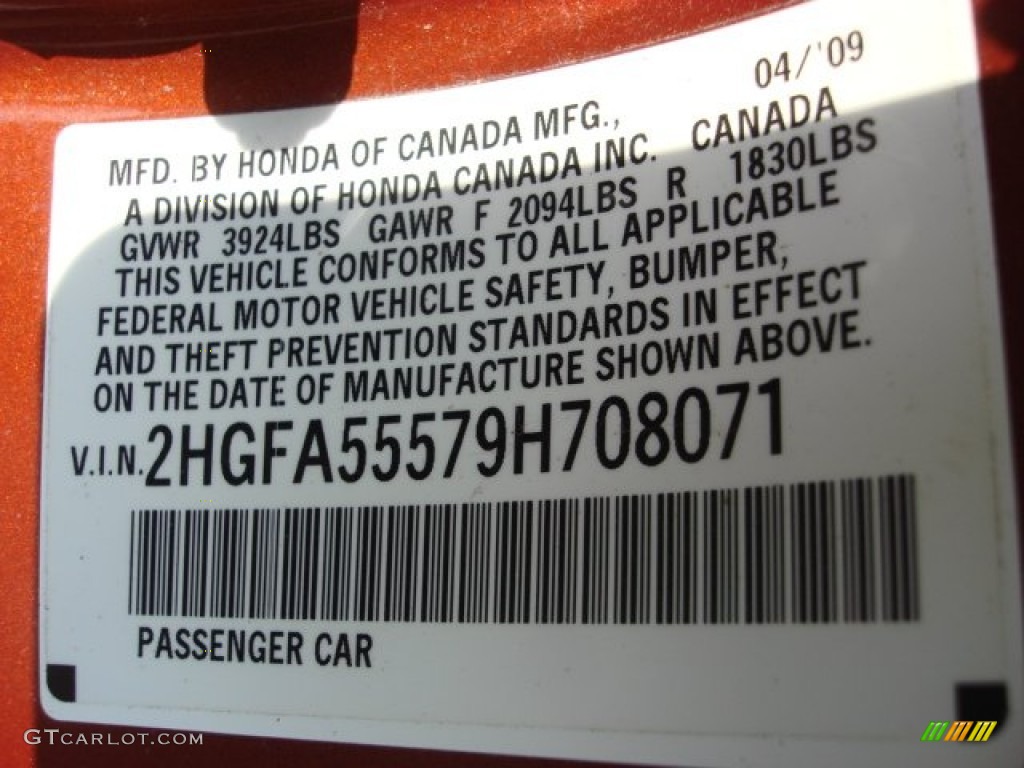 04/'09
MFD. BY HONDA OF CANADA MFG.,
A DIVISION OF HONDA CANADA INC. CANADA
GVWR 3924LBS GAWR F 2094LBS R 1830LBS
THIS VEHICLE CONFORMS TO ALL APPLICABLE
FEDERAL MOTOR VEHICLE SAFETY, BUMPER,
AND THEFT PREVENTION STANDARDS IN EFFECT
ON THE DATE OF MANUFACTURE SHOWN ABOVE.
V.I.N. 2HGFA55579H708071
PASSENGER CAR
GTCARLOT.COM